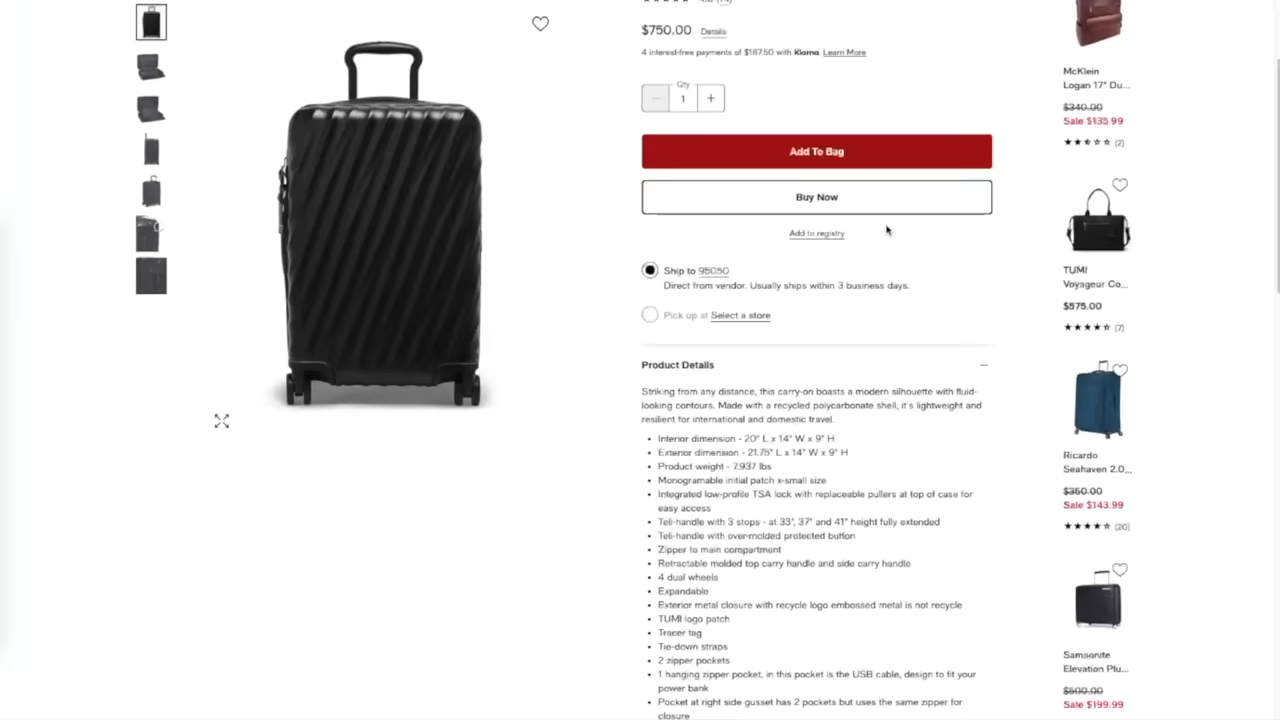 $750.00 Details
4 interest-free payments of $187.50 with Klarna. Learn More
Qty
1
Add To Bag
Buy Now
Add to registry
Ship to 95050
Direct from vendor. Usually ships within 3 business days.
Pick up at Select a store
Product Details
Striking from any distance, this carry-on boasts a modern silhouette with fluid-
looking contours. Made with a recycled polycarbonate shell, it's lightweight and
resilient for international and domestic travel.
• Interior dimension - 20" L x 14" W x 9" H
• Exterior dimension - 21.75" L x 14" W x 9" H
• Product weight - 7.937 lbs
• Monogramable initial patch x-small size
• Integrated low-profile TSA lock with replaceable pullers at top of case for
easy access
• Teli-handle with 3 stops - at 33", 37" and 41" height fully extended
• Teli-handle with over-molded protected button
• Zipper to main compartment
• Retractable molded top carry handle and side carry handle
• 4 dual wheels
• Expandable
• Exterior metal closure with recycle logo embossed metal is not recycle
• TUMI logo patch
• Tracer tag
• Tie-down straps
• 2 zipper pockets
• 1 hanging zipper pocket, in this pocket is the USB cable, design to fit your
power bank
• Pocket at right side gusset has 2 pockets but uses the same zipper for
closure
McKlein
Logan 17" Du...
$340.00
Sale $135.99
(2)
TUMI
Voyageur Co...
$575.00
(7)
Ricardo
Seahaven 2.0...
$360.00
Sale $143.99
(20)
Samsonite
Elevation Plu...
$500.00
Sale $199.99